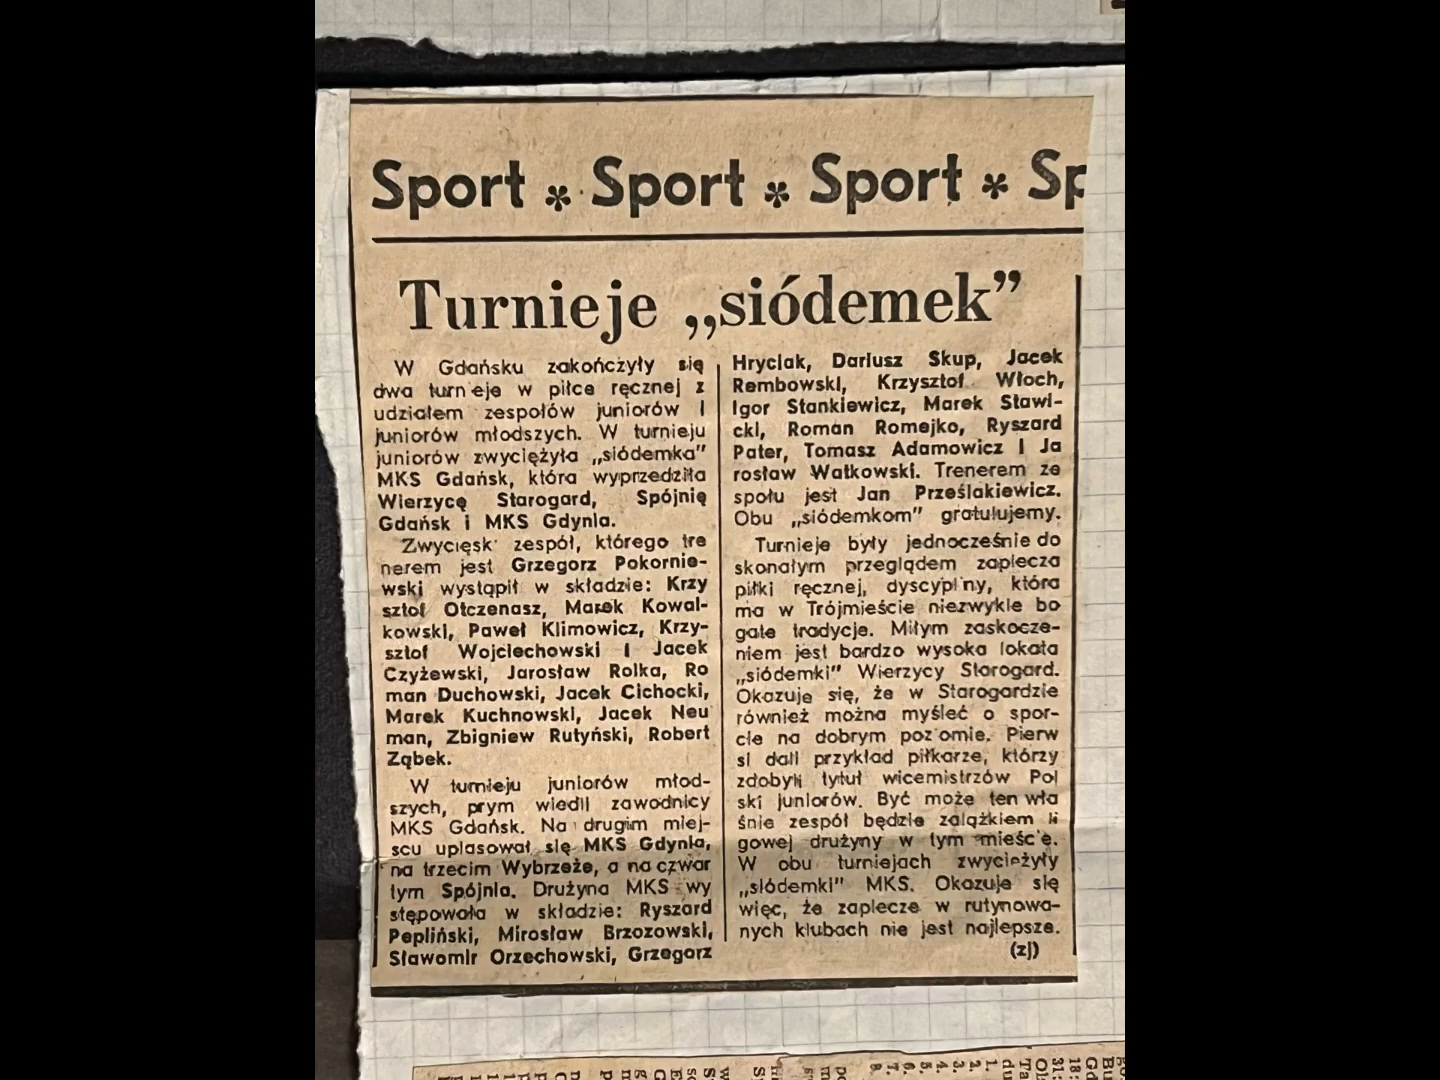 Sport * Sport * Sport * Sp
Turnieje „siódemek”
W Gdańsku zakończyły się
dwa turnieje w piłce ręcznej z
udziałem zespołów juniorów i
juniorów młodszych. W turnieju
juniorów zwyciężyła „siódemka”
MKS Gdańsk, która wyprzedziła
Wierzycę Starogard, Spójnię
Gdańsk i MKS Gdynia.
Zwycięsk zespół, którego tre
nerem jest Grzegorz Pokornie-
wski wystąpił w składzie: Krzy
sztof Otczenasz, Marek Kowal-
kowski, Paweł Klimowicz, Krzy-
sztof Wojciechowski i Jacek
Czyżewski, Jarosław Rolka, Ro
man Duchowski, Jacek Cichocki,
Marek Kuchnowski, Jacek Neu
man, Zbigniew Rutyński, Robert
Ząbek.
W turnieju juniorów młod-
szych, prym wiedli zawodnicy
MKS Gdańsk. Na drugim miej-
scu uplasował się MKS Gdynia,
na trzecim Wybrzeże, a na czwar
tym Spójnia. Drużyna MKS wy
stępowała w składzie: Ryszard
Pepliński, Mirosław Brzozowski,
Sławomir Orzechowski, Grzegorz
Hryciak, Dariusz Skup, Jacek
Rembowski, Krzysztof Włoch,
Igor Stankiewicz, Marek Sławi-
cki, Roman Romejko, Ryszard
Pater, Tomasz Adamowicz i Ja
rosław Watkowski. Trenerem ze
społu jest Jan Prześlakiewicz.
Obu „siódemkom” gratulujemy.
Turnieje były jednocześnie do
skonałym przeglądem zaplecza
piłki ręcznej, dyscypl ny, która
ma w Trójmieście niezwykle bo
gate tradycje. Miłym zaskocze-
niem jest bardzo wysoka lokata
„siódemki” Wierzycy Starogard.
Okazuje się, że w Starogardzie
również można myśleć o spor-
cie na dobrym poz omie. Pierw
si dali przykład piłkarze, którzy
zdobyli tytuł wicemistrzów Pol
ski juniorów. Być może ten wła
śnie zespół będzie zalążkiem li
gowej drużyny w tym mieśc'e.
W obu turniejach zwyciężyły
„siódemki” MKS. Okazuje się
więc, że zaplecze w rutynowa-
nych klubach nie jest najlepsze.
(zj)